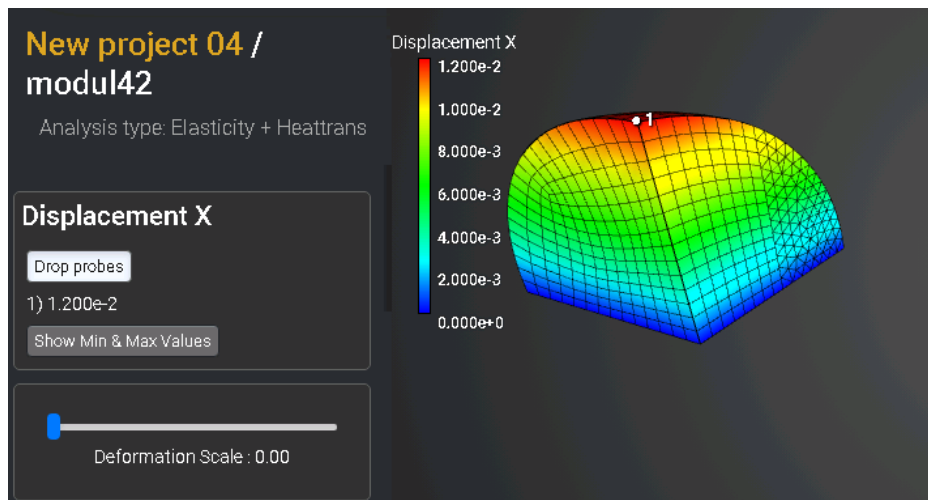 New project 04 /
modul42
Analysis type: Elasticity + Heattrans
Displacement X
Drop probes
1) 1.200e-2
Show Min & Max Values
Deformation Scale : 0.00
Displacement X
1.200e-2
1.000e-2
8.000e-3
6.000e-3
4.000e-3
2.000e-3
0.000e+0
1